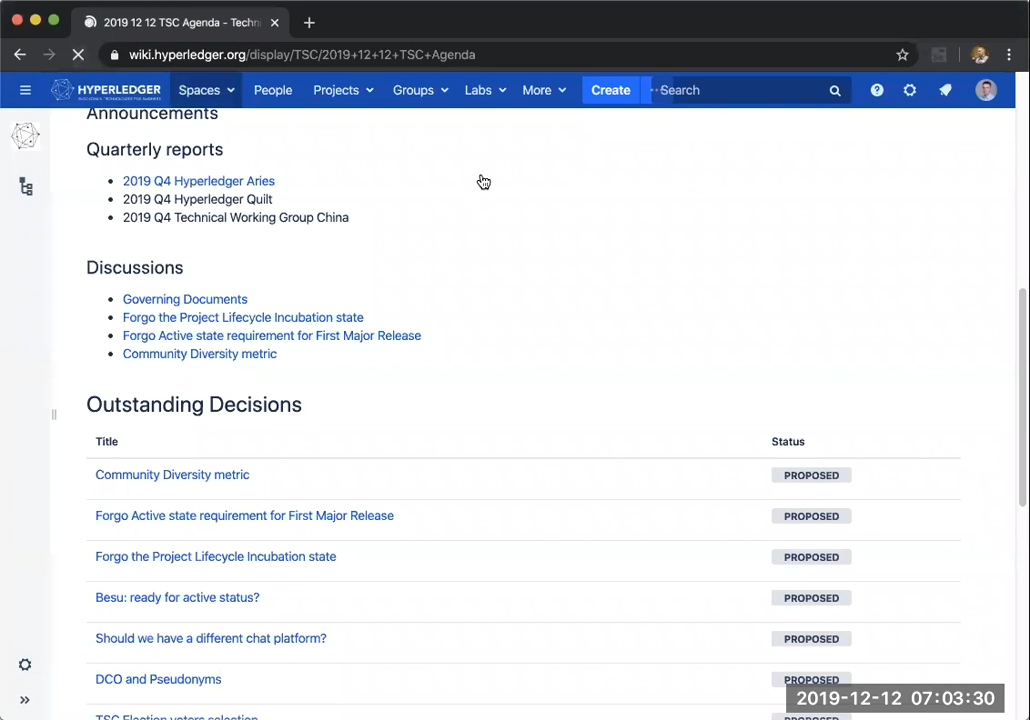 2019 12 12 TSC Agenda - Techni
wiki.hyperledger.org/display/TSC/2019+12+12+TSC+Agenda
HYPERLEDGER
Spaces
People
Projects
Groups
Labs
More
Create
Search
Announcements
Quarterly reports
2019 Q4 Hyperledger Aries
2019 Q4 Hyperledger Quilt
2019 Q4 Technical Working Group China
Discussions
Governing Documents
Forgo the Project Lifecycle Incubation state
Forgo Active state requirement for First Major Release
Community Diversity metric
Outstanding Decisions
Title Status
Community Diversity metric PROPOSED
Forgo Active state requirement for First Major Release PROPOSED
Forgo the Project Lifecycle Incubation state PROPOSED
Besu: ready for active status? PROPOSED
Should we have a different chat platform? PROPOSED
DCO and Pseudonyms PROPOSED
2019-12-12 07:03:30
TSC Election voters selection